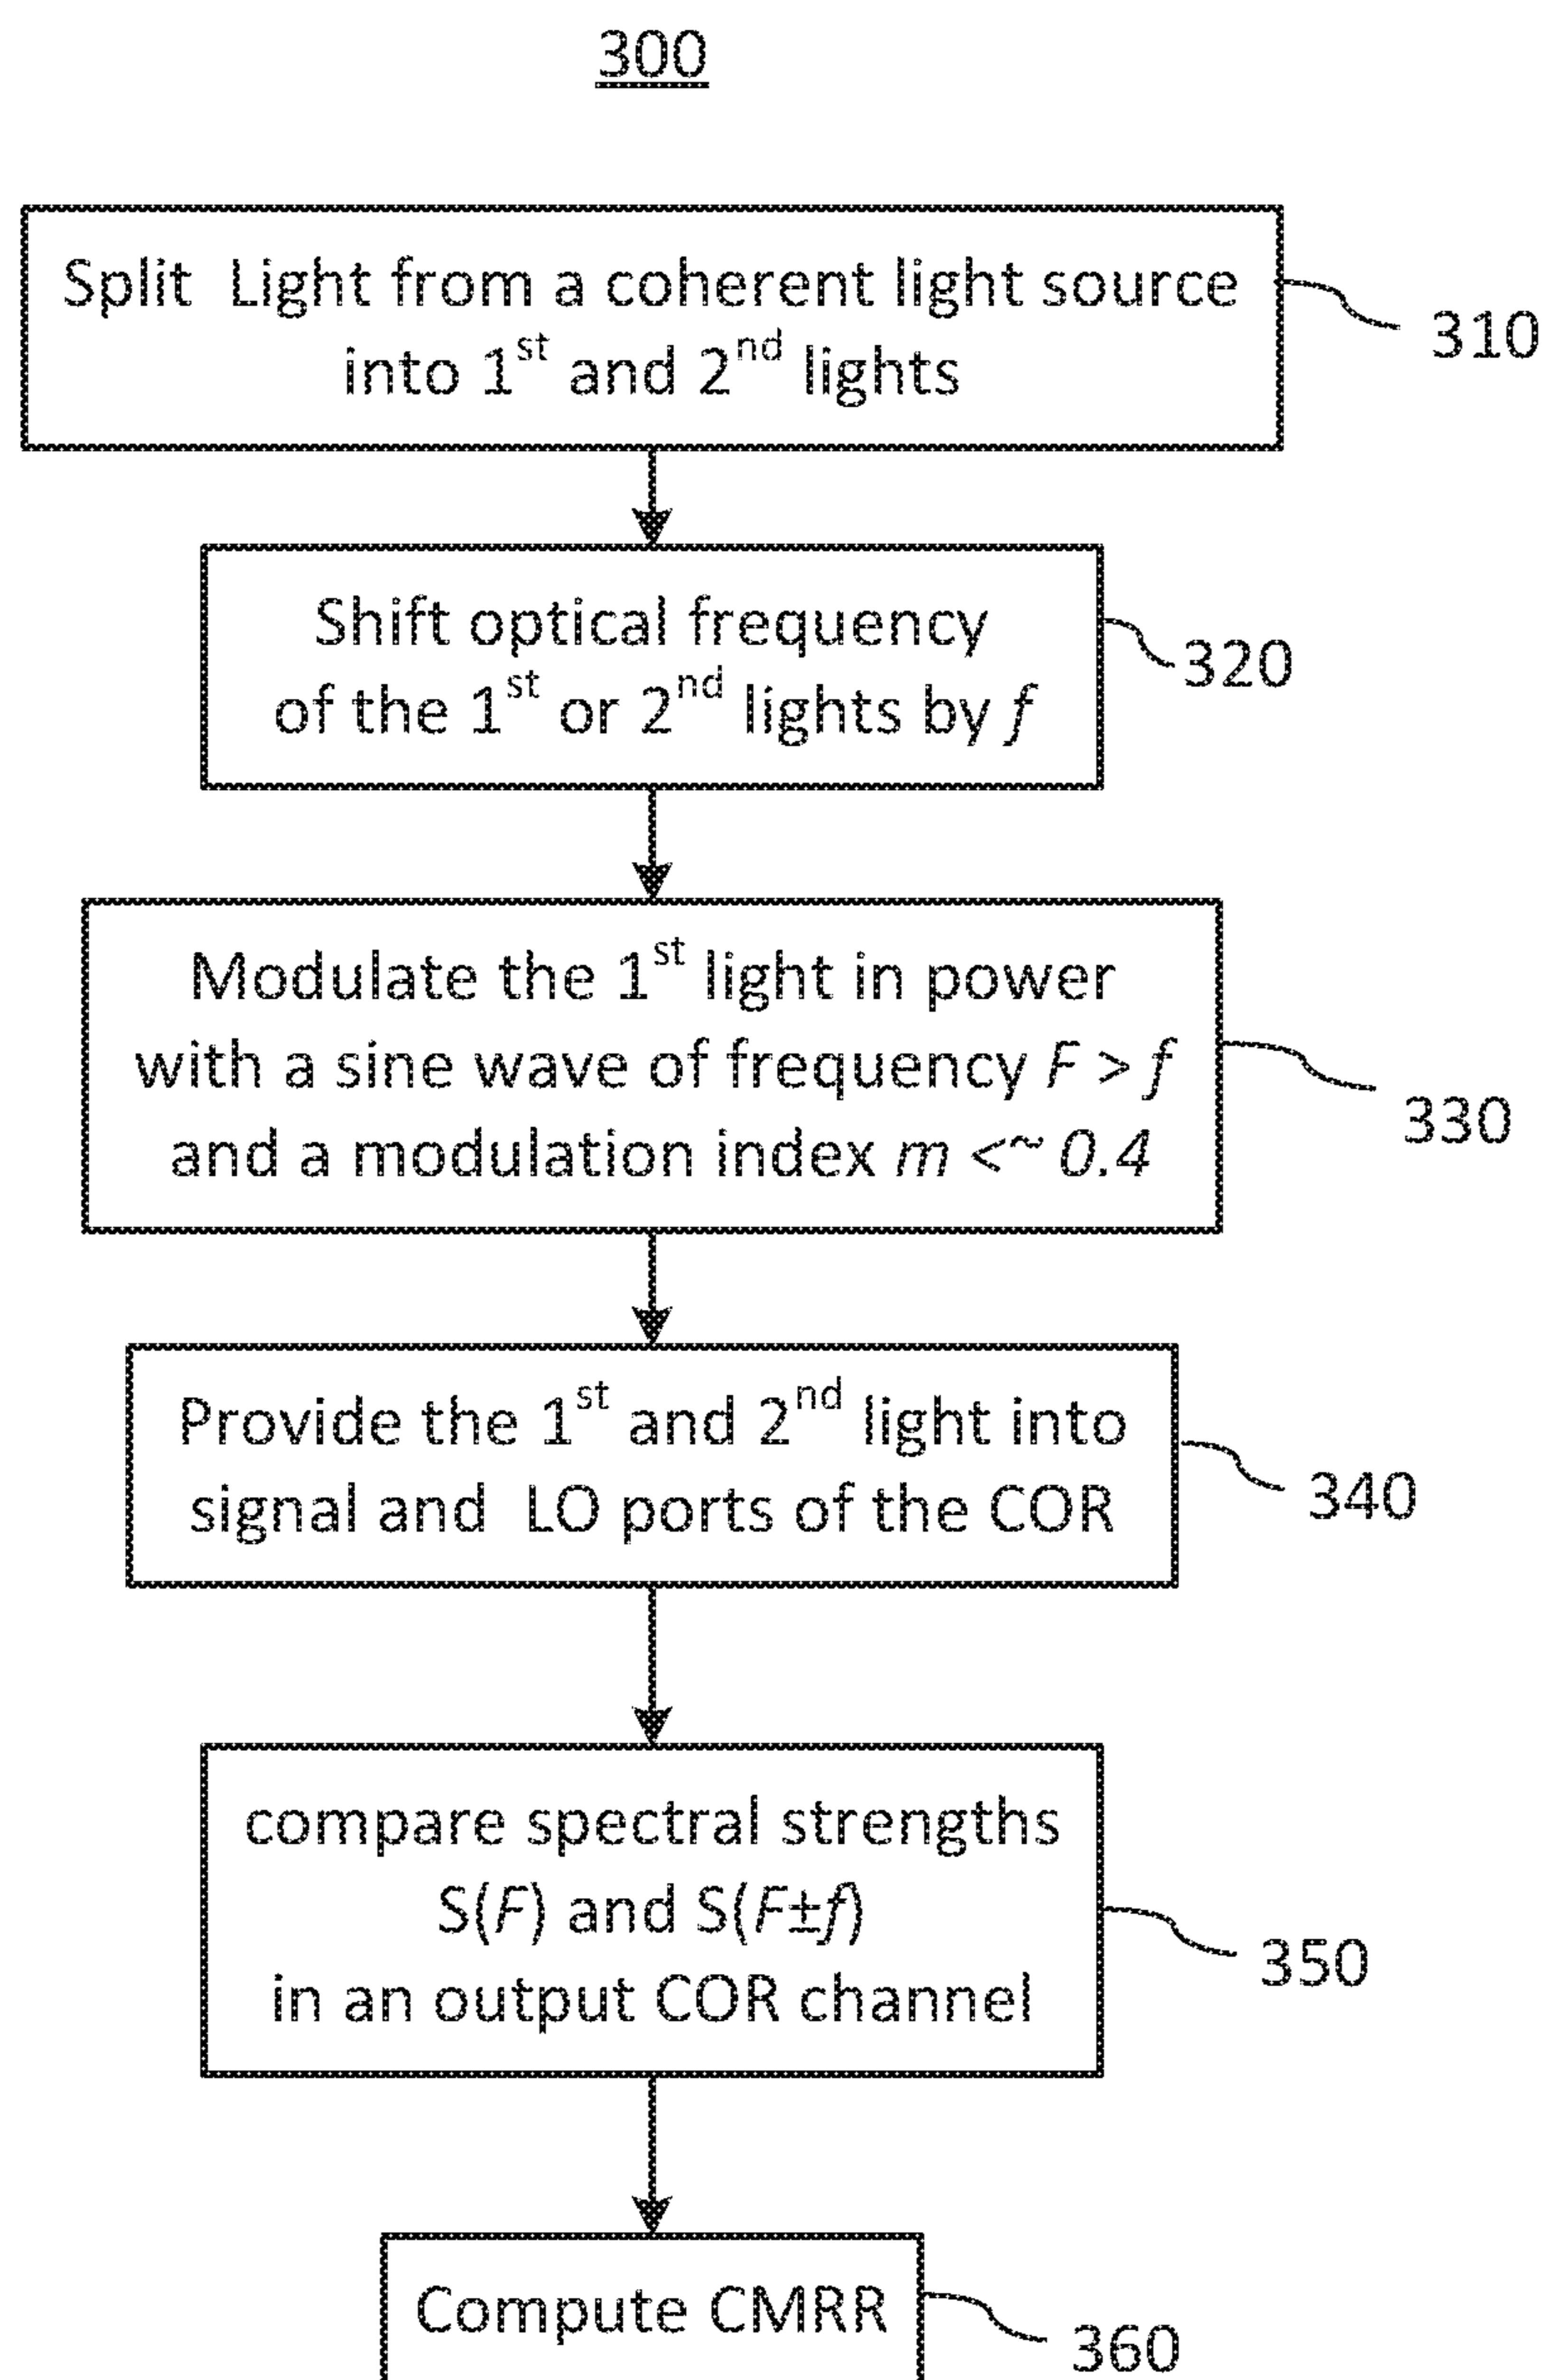 300
Split Light from a coherent light source
into 1st and 2nd lights
310
Shift optical frequency
of the 1st or 2nd lights by f
320
Modulate the 1st light in power
with a sine wave of frequency F > f
and a modulation index m <~ 0.4
330
Provide the 1st and 2nd light into
signal and LO ports of the COR
340
compare spectral strengths
S(F) and S(F±f)
in an output COR channel
350
Compute CMRR
360